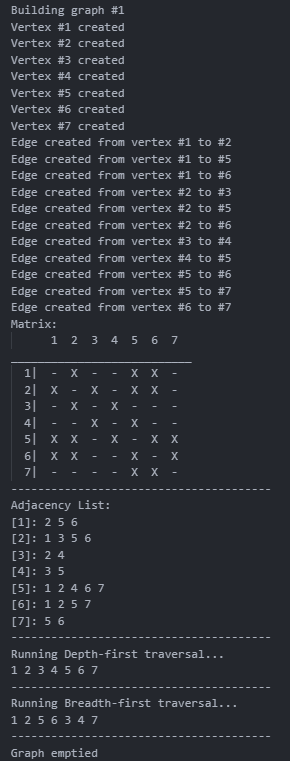 Building graph #1
Vertex #1 created
Vertex #2 created
Vertex #3 created
Vertex #4 created
Vertex #5 created
Vertex #6 created
Vertex #7 created
Edge created from vertex #1 to #2
Edge created from vertex #1 to #5
Edge created from vertex #1 to #6
Edge created from vertex #2 to #3
Edge created from vertex #2 to #5
Edge created from vertex #2 to #6
Edge created from vertex #3 to #4
Edge created from vertex #4 to #5
Edge created from vertex #5 to #6
Edge created from vertex #5 to #7
Edge created from vertex #6 to #7
Matrix:
      1  2  3  4  5  6  7
___________________________
  1|  -  X  -  -  X  X  -
  2|  X  -  X  -  X  X  -
  3|  -  X  -  X  -  -  -
  4|  -  -  X  -  X  -  -
  5|  X  X  -  X  -  X  X
  6|  X  X  -  -  X  -  X
  7|  -  -  -  -  X  X  -
---------------------------------------
Adjacency List:
[1]: 2 5 6
[2]: 1 3 5 6
[3]: 2 4
[4]: 3 5
[5]: 1 2 4 6 7
[6]: 1 2 5 7
[7]: 5 6
---------------------------------------
Running Depth-first traversal...
1 2 3 4 5 6 7
---------------------------------------
Running Breadth-first traversal...
1 2 5 6 3 4 7
---------------------------------------
Graph emptied